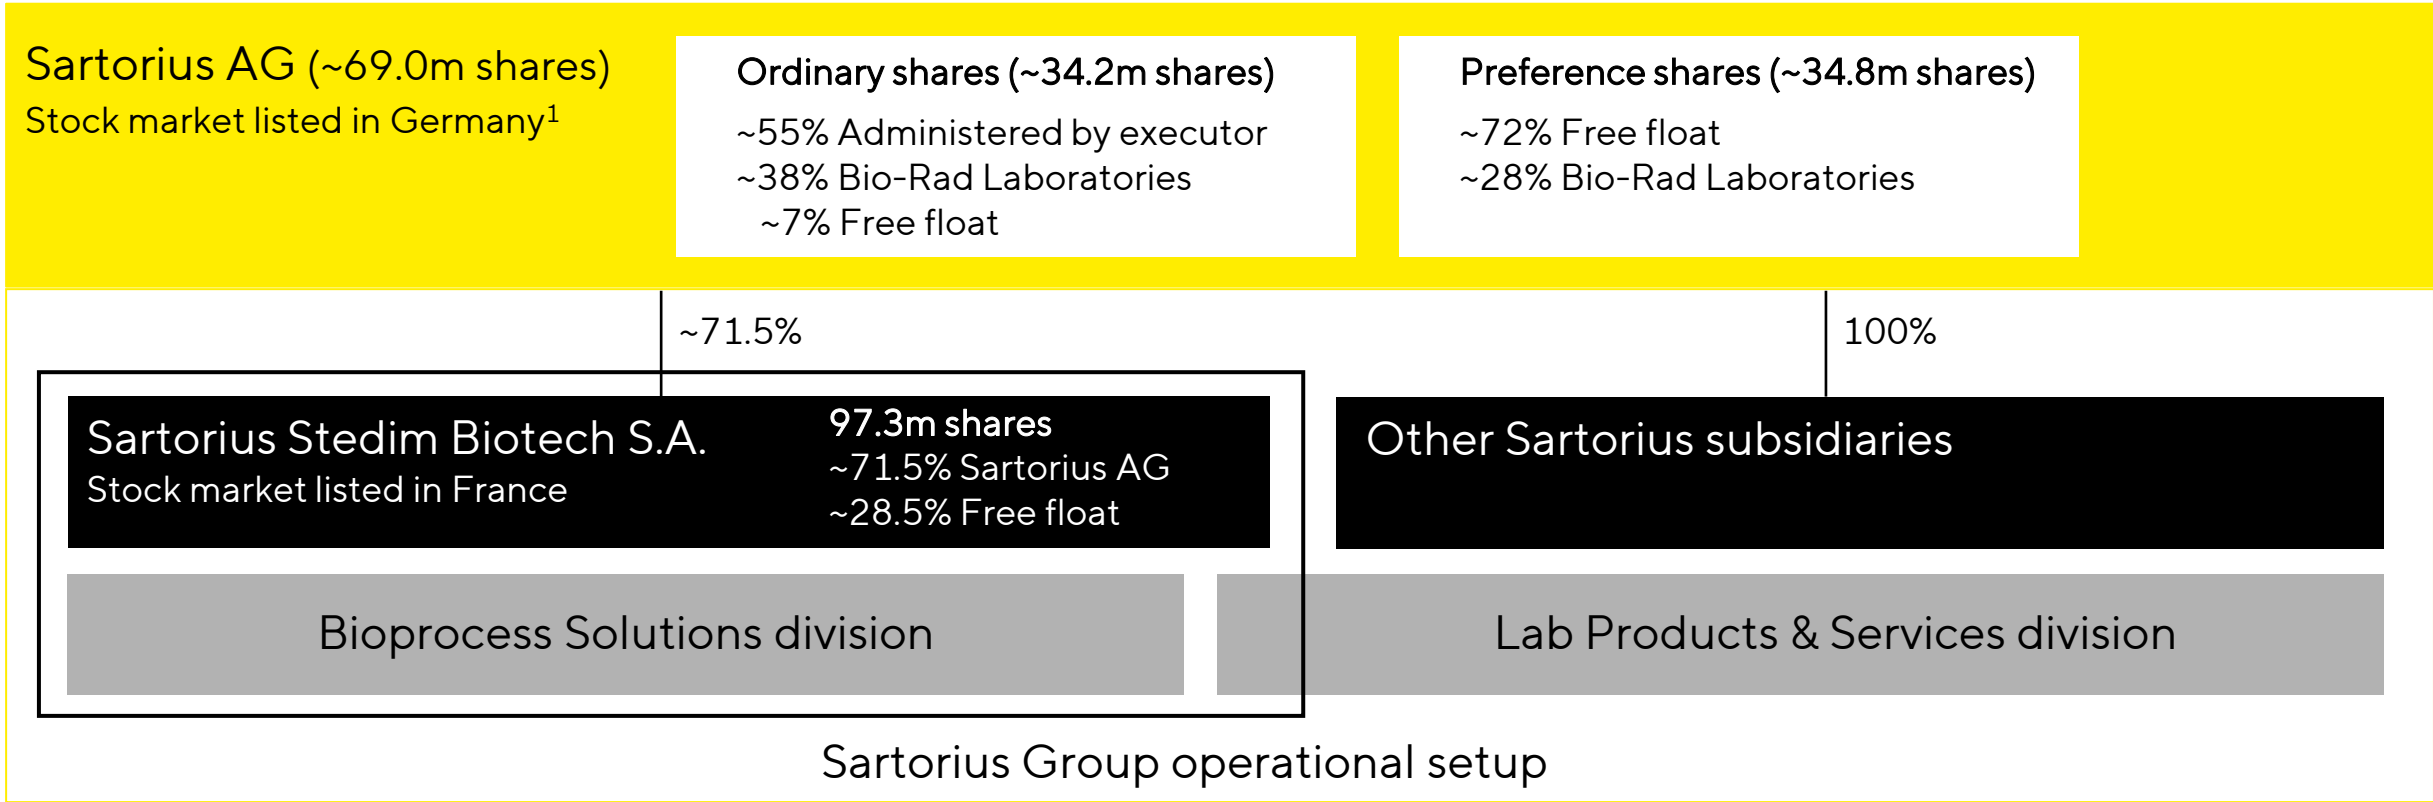 Sartorius AG (~69.0m shares)
Stock market listed in Germany¹
Ordinary shares (~34.2m shares)
~55% Administered by executor
~38% Bio-Rad Laboratories
~7% Free float
Preference shares (~34.8m shares)
~72% Free float
~28% Bio-Rad Laboratories
~71.5%
100%
Sartorius Stedim Biotech S.A.
Stock market listed in France
97.3m shares
~71.5% Sartorius AG
~28.5% Free float
Other Sartorius subsidiaries
Bioprocess Solutions division
Lab Products & Services division
Sartorius Group operational setup